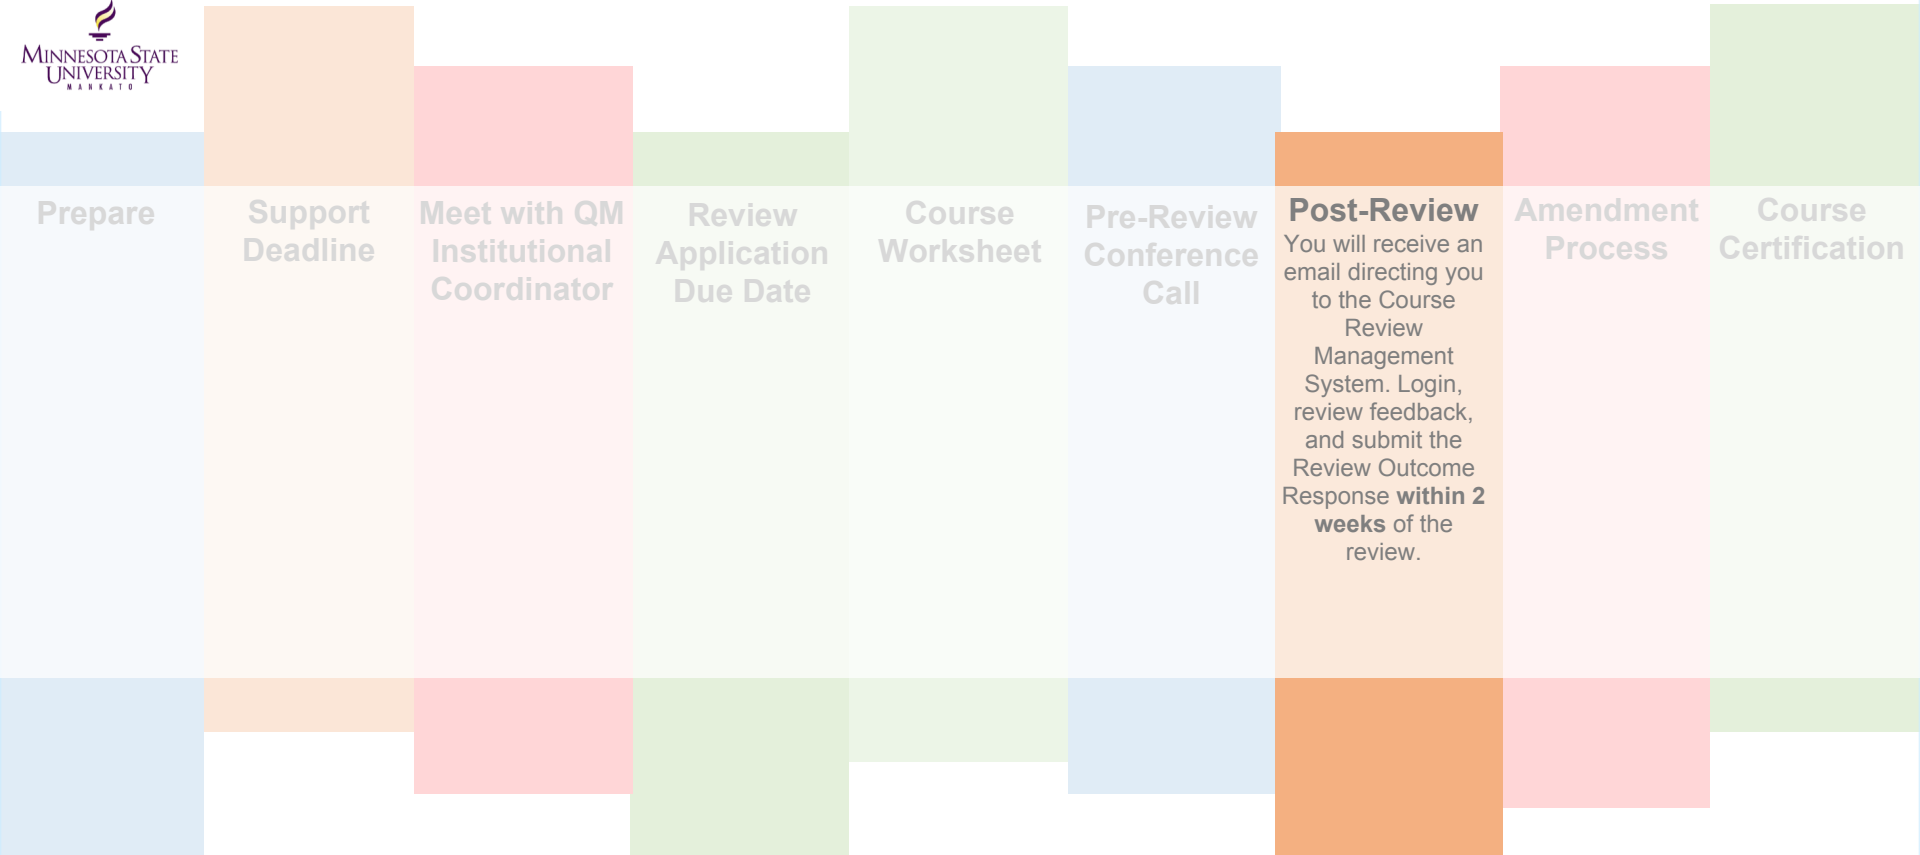 MINNESOTA STATE
UNIVERSITY
MANKATO
Prepare
Support
Deadline
Meet with QM
Institutional
Coordinator
Review
Application
Due Date
Course
Worksheet
Pre-Review
Conference
Call
Post-Review
You will receive an
email directing you
to the Course
Review
Management
System. Login,
review feedback,
and submit the
Review Outcome
Response within 2
weeks of the
review.
Amendment
Process
Course
Certification